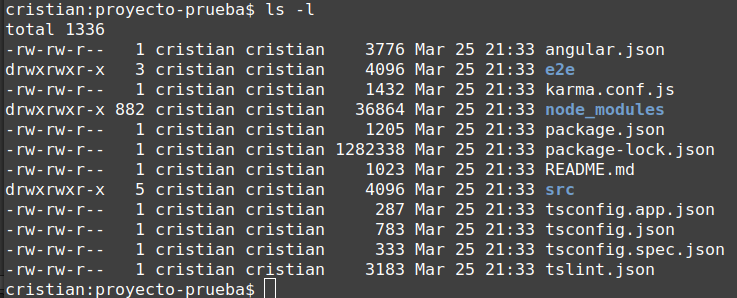 cristian:proyecto-prueba$ ls -l
total 1336
-rw-rw-r--   1 cristian cristian    3776 Mar 25 21:33 angular.json
drwxrwxr-x   3 cristian cristian    4096 Mar 25 21:33 e2e
-rw-rw-r--   1 cristian cristian    1432 Mar 25 21:33 karma.conf.js
drwxrwxr-x 882 cristian cristian   36864 Mar 25 21:33 node_modules
-rw-rw-r--   1 cristian cristian    1205 Mar 25 21:33 package.json
-rw-rw-r--   1 cristian cristian 1282338 Mar 25 21:33 package-lock.json
-rw-rw-r--   1 cristian cristian    1023 Mar 25 21:33 README.md
drwxrwxr-x   5 cristian cristian    4096 Mar 25 21:33 src
-rw-rw-r--   1 cristian cristian     287 Mar 25 21:33 tsconfig.app.json
-rw-rw-r--   1 cristian cristian     783 Mar 25 21:33 tsconfig.json
-rw-rw-r--   1 cristian cristian     333 Mar 25 21:33 tsconfig.spec.json
-rw-rw-r--   1 cristian cristian    3183 Mar 25 21:33 tslint.json
cristian:proyecto-prueba$